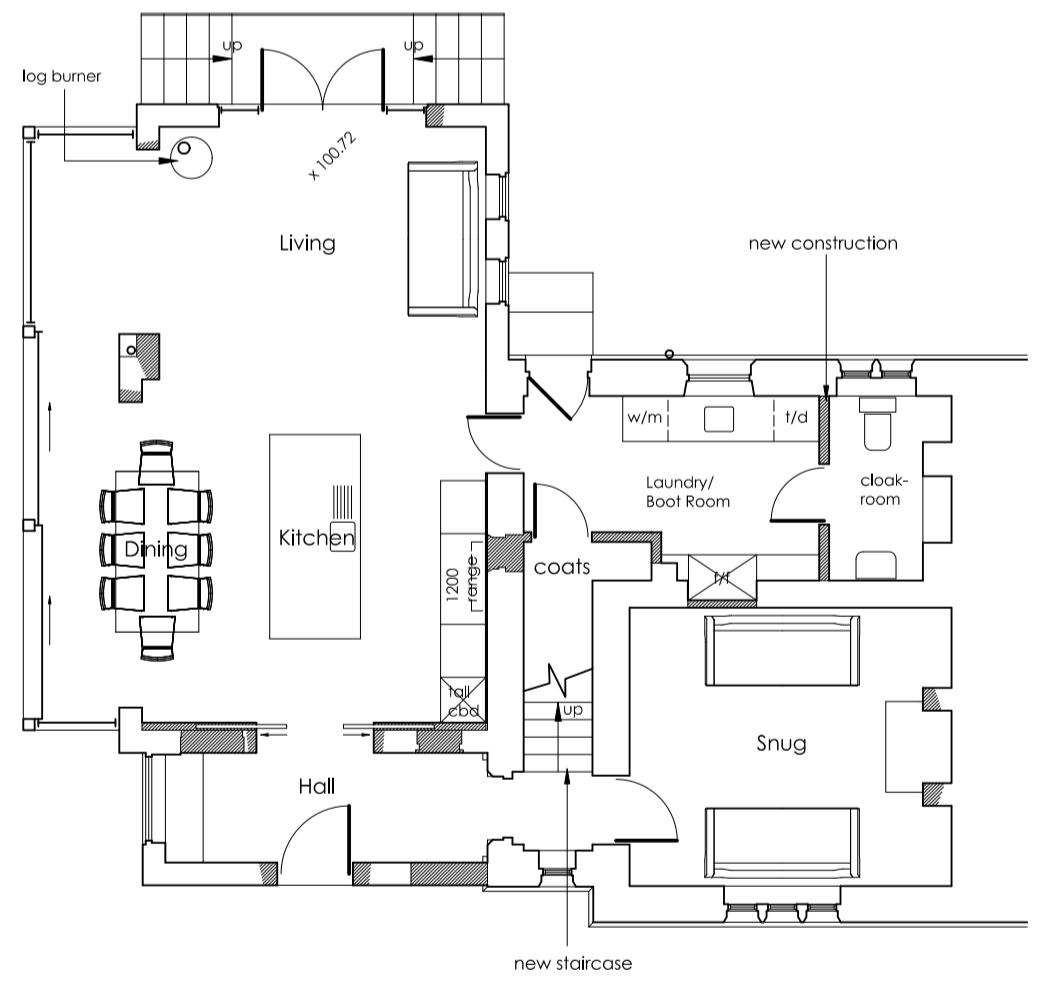 up
up
log burner
x 100.72
Living
new construction
w/m
t/d
Laundry/
Boot Room
cloak-
room
Kitchen
Dining
1200
range
coats
f/f
tall
cbd
up
Snug
Hall
new staircase